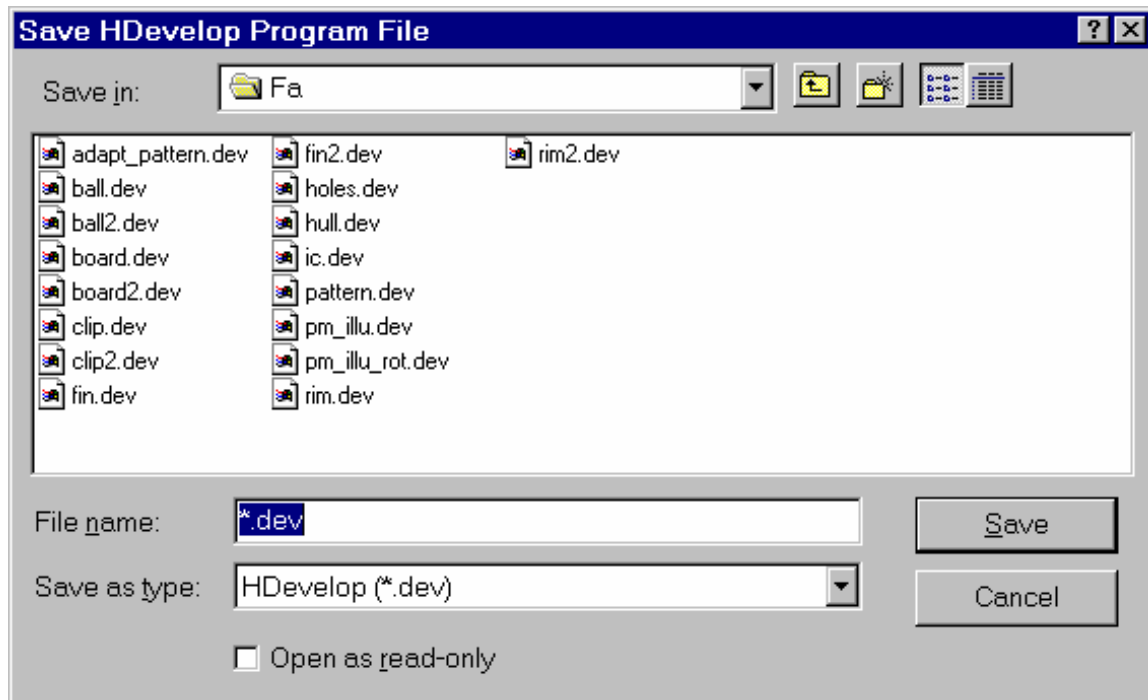 Save HDevelop Program File
Save in: Fa
adapt_pattern.dev fin2.dev rim2.dev
ball.dev holes.dev
ball2.dev hull.dev
board.dev ic.dev
board2.dev pattern.dev
clip.dev pm_illu.dev
clip2.dev pm_illu_rot.dev
fin.dev rim.dev
File name: *.dev Save
Save as type: HDevelop (*.dev) Cancel
Open as read-only